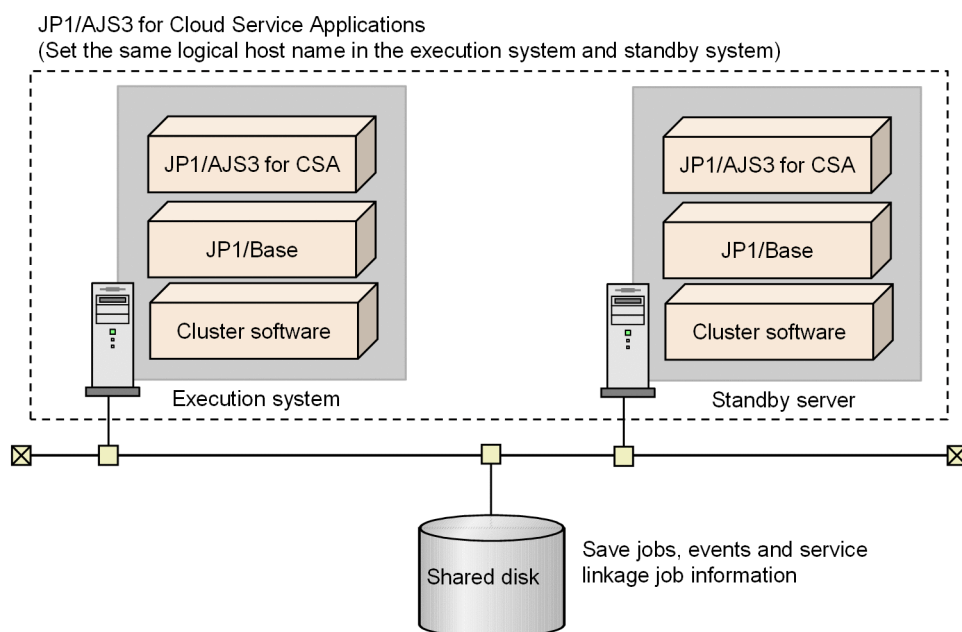 JP1/AJS3 for Cloud Service Applications
(Set the same logical host name in the execution system and standby system)
JP1/AJS3 for CSA
JP1/Base
Cluster software
Execution system
JP1/AJS3 for CSA
JP1/Base
Cluster software
Standby server
Shared disk
Save jobs, events and service
linkage job information